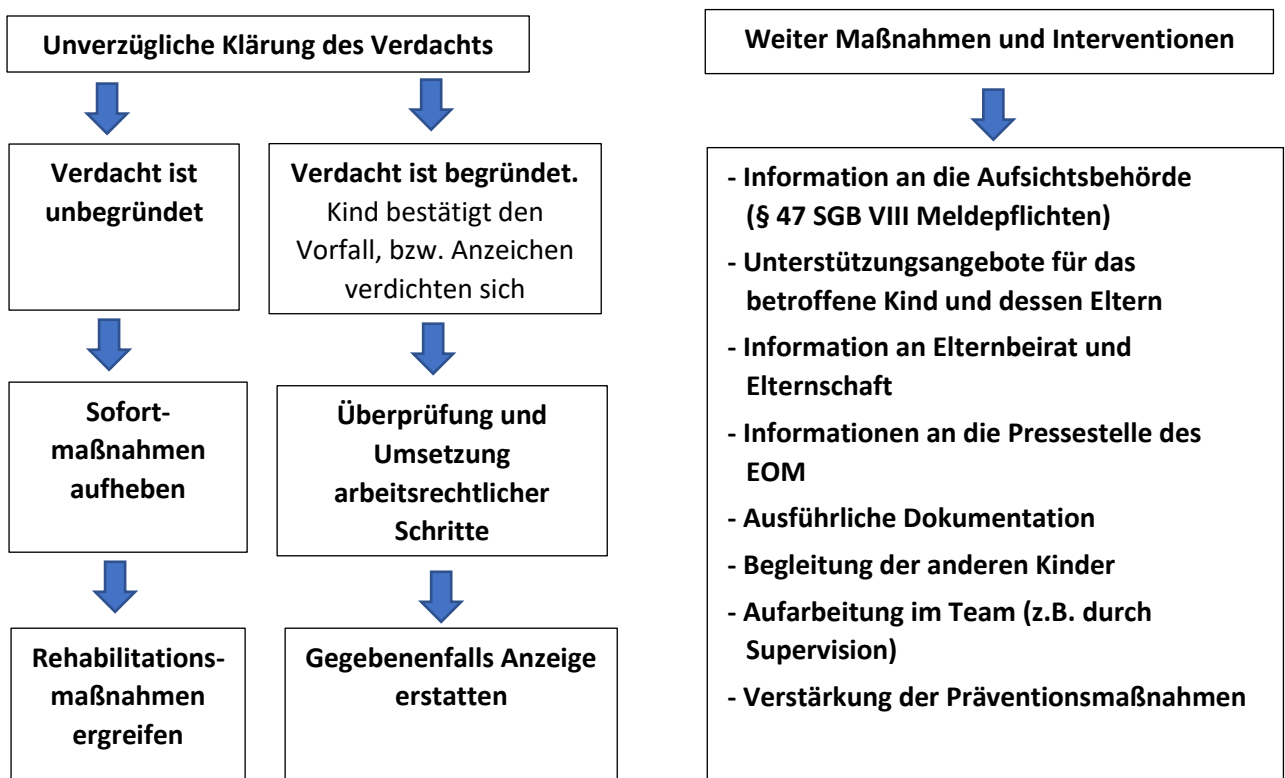 Unverzügliche Klärung des Verdachts
Verdacht ist
unbegründet
Verdacht ist begründet.
Kind bestätigt den
Vorfall, bzw. Anzeichen
verdichten sich
Sofort-
maßnahmen
aufheben
Überprüfung und
Umsetzung
arbeitsrechtlicher
Schritte
Rehabilitations-
maßnahmen
ergreifen
Gegebenenfalls Anzeige
erstatten
Weiter Maßnahmen und Interventionen
- Information an die Aufsichtsbehörde
(§ 47 SGB VIII Meldepflichten)
- Unterstützungsangebote für das
betroffene Kind und dessen Eltern
- Information an Elternbeirat und
Elternschaft
- Informationen an die Pressestelle des
EOM
- Ausführliche Dokumentation
- Begleitung der anderen Kinder
- Aufarbeitung im Team (z.B. durch
Supervision)
- Verstärkung der Präventionsmaßnahmen